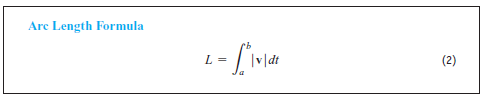 Arc Length Formula
L = ∫_a^b |v| dt (2)